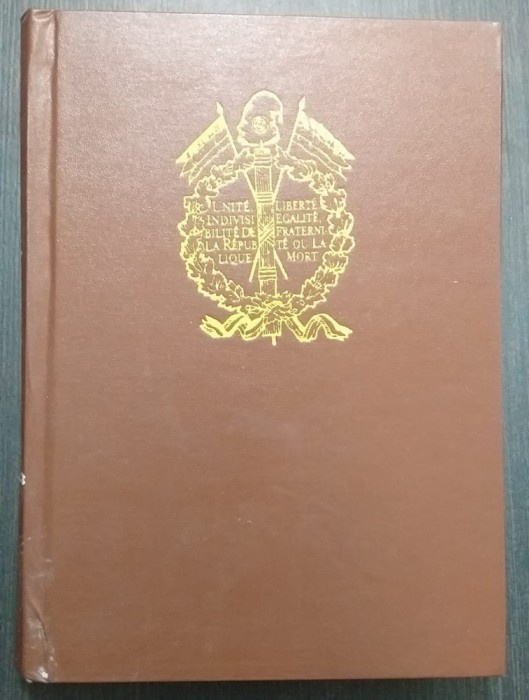 UNITÉ
INDIVISI
BILITÉ DE
LA RÉPUB
LIQUE
LIBERTÉ
EGALITÉ,
FRATERNI
TÉ OU LA
MORT